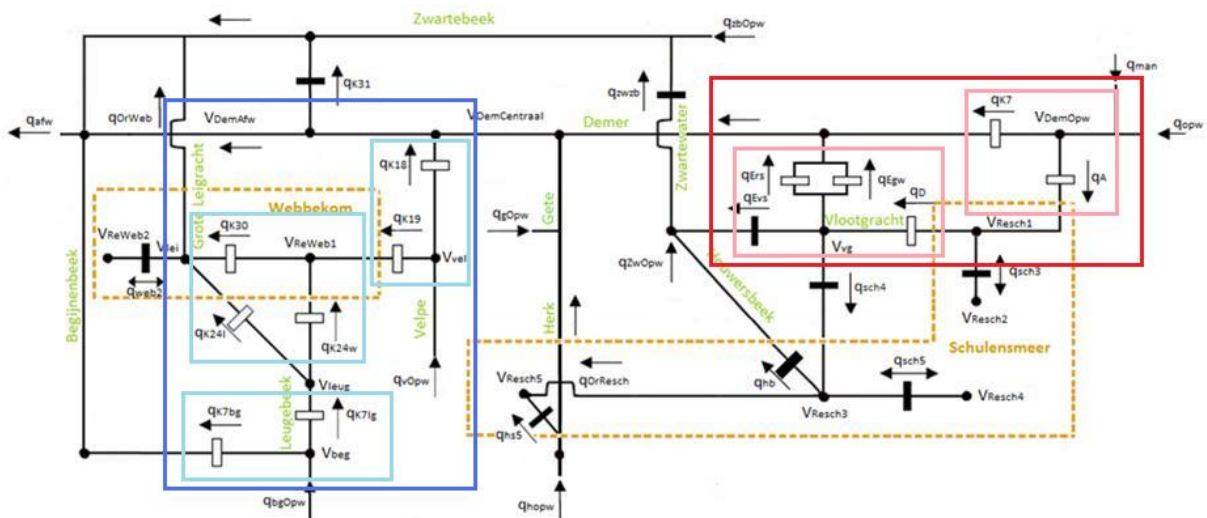 Zwartebeek
qzbOpw
qK31
qzwzb
qman
qafw
qOrWeb
VDemAfw
VDemCentraal
Demer
qK7
VDemOpw
qopw
qK18
Zwartewater
qErs
qEgw
qA
Grote Leigracht
Webbekom
qEvs
qD
Vlootgracht
VReWeb2
Vlei
qK30
VReWeb1
qK19
Vvel
qgOpw
Gete
Vvg
VResch1
qweb2
qZwOpw
Houwersbeek
qsch4
qsch3
VResch2
Begijnenbeek
qK24l
qK24w
Velpe
Herk
Schulensmeer
Vleug
qvOpw
VResch5
qOrResch
qhb
qsch5
VResch3
VResch4
Leugebeek
qK7bg
qK7lg
qhs5
Vbeg
qbgOpw
qhopw